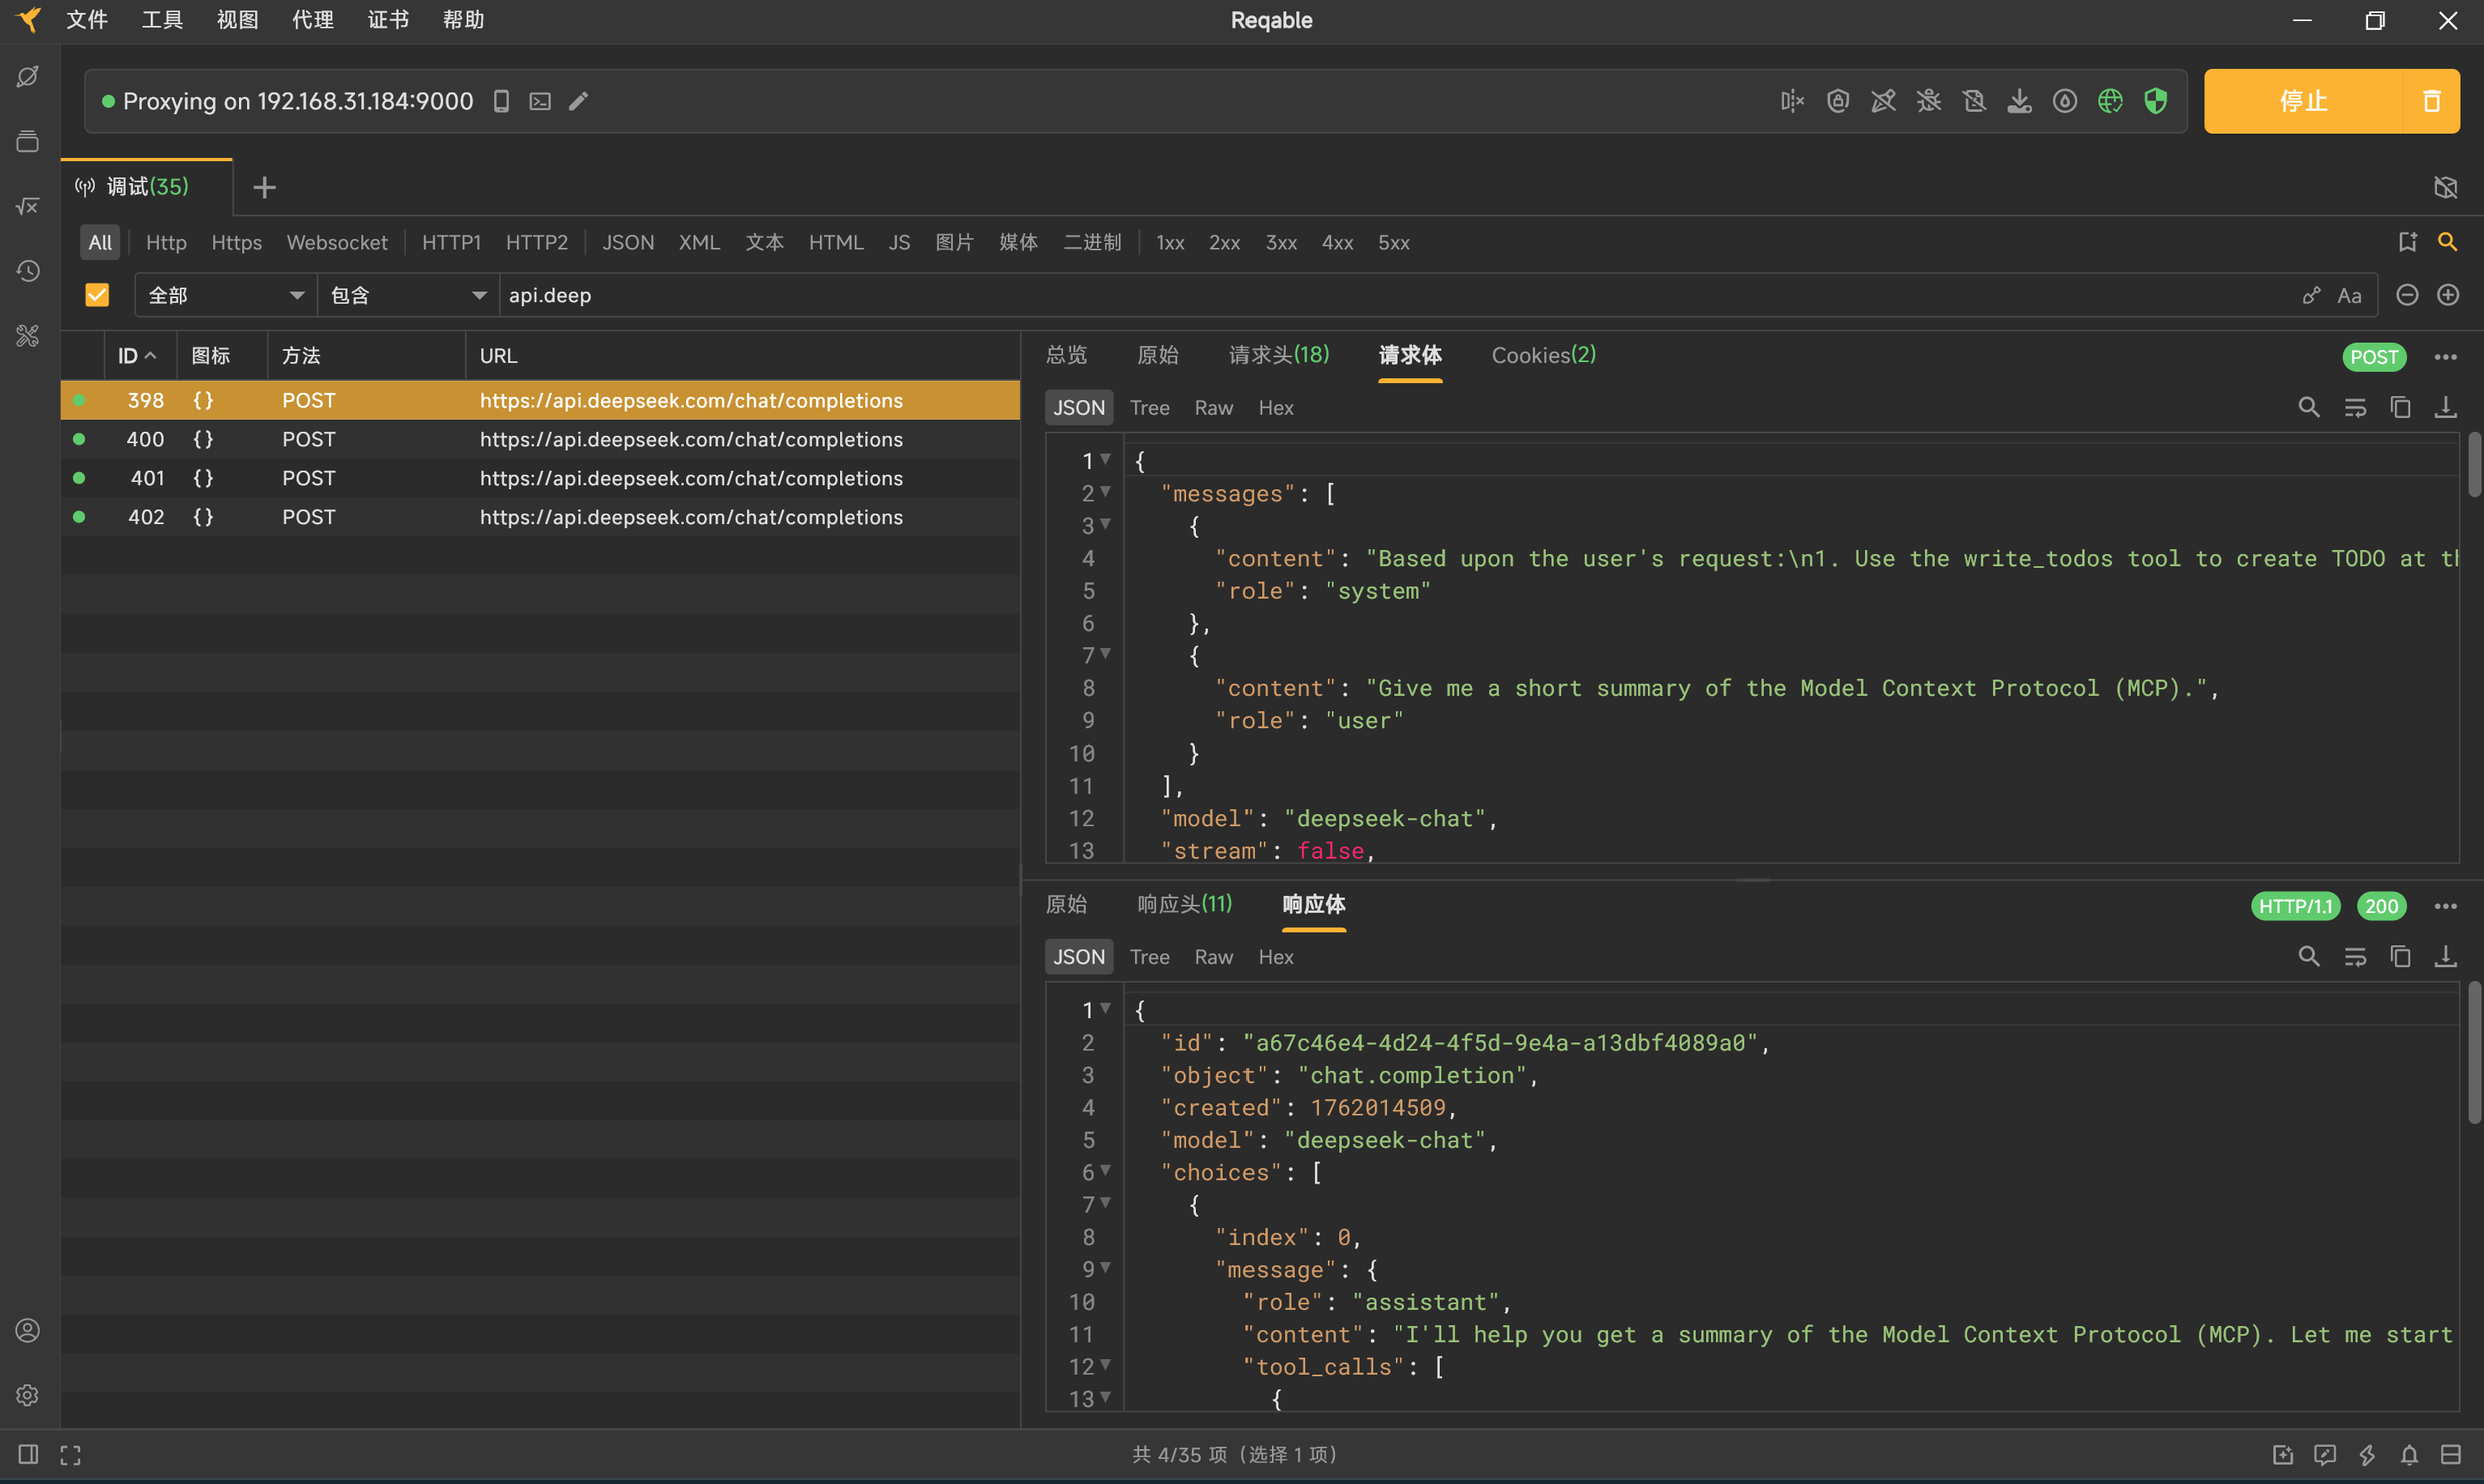 文件 工具 视图 代理 证书 帮助 Reqable
Proxying on 192.168.31.184:9000 停止
调试(35)
All Http Https Websocket HTTP1 HTTP2 JSON XML 文本 HTML JS 图片 媒体 二进制 1xx 2xx 3xx 4xx 5xx
全部 包含 api.deep Aa
ID 图标 方法 URL
398 {} POST https://api.deepseek.com/chat/completions
400 {} POST https://api.deepseek.com/chat/completions
401 {} POST https://api.deepseek.com/chat/completions
402 {} POST https://api.deepseek.com/chat/completions
总览 原始 请求头(18) 请求体 Cookies(2) POST
JSON Tree Raw Hex
1 {
2 "messages": [
3 {
4 "content": "Based upon the user's request:\n1. Use the write_todos tool to create TODO at th
5 "role": "system"
6 },
7 {
8 "content": "Give me a short summary of the Model Context Protocol (MCP).",
9 "role": "user"
10 }
11 ],
12 "model": "deepseek-chat",
13 "stream": false,
原始 响应头(11) 响应体 HTTP/1.1 200
JSON Tree Raw Hex
1 {
2 "id": "a67c46e4-4d24-4f5d-9e4a-a13dbf4089a0",
3 "object": "chat.completion",
4 "created": 1762014509,
5 "model": "deepseek-chat",
6 "choices": [
7 {
8 "index": 0,
9 "message": {
10 "role": "assistant",
11 "content": "I'll help you get a summary of the Model Context Protocol (MCP). Let me start
12 "tool_calls": [
13 {
共 4/35 项（选择 1 项）